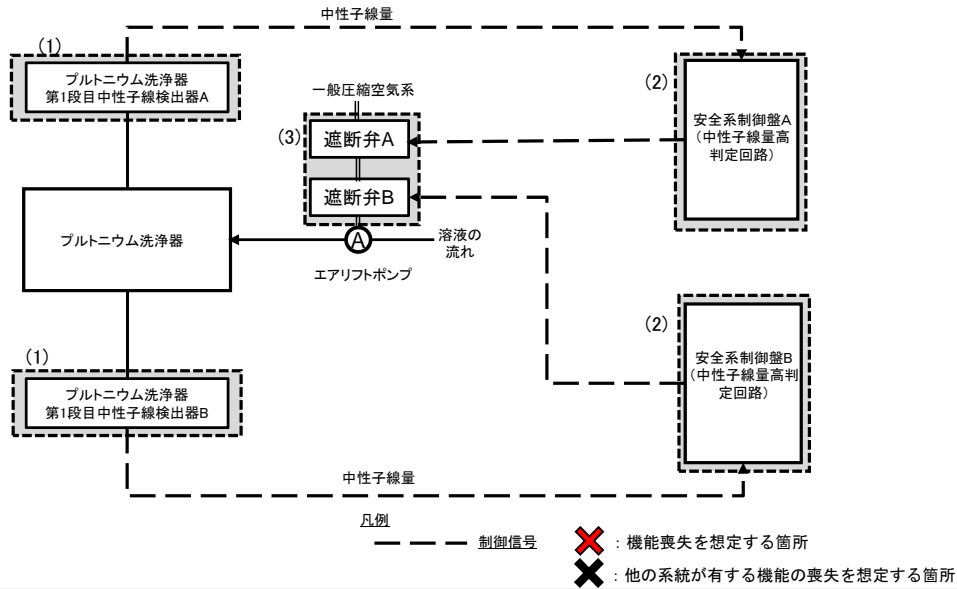 中性子線量
(1)
プルトニウム洗浄器
第1段目中性子線検出器A
一般圧縮空気系
(3)
遮断弁A
遮断弁B
(2)
安全系制御盤A
(中性子線量高
判定回路)
プルトニウム洗浄器
A
溶液の
流れ
エアリフトポンプ
(1)
プルトニウム洗浄器
第1段目中性子線検出器B
(2)
安全系制御盤B
(中性子線量高判
定回路)
中性子線量
凡例
制御信号
:機能喪失を想定する箇所
:他の系統が有する機能の喪失を想定する箇所